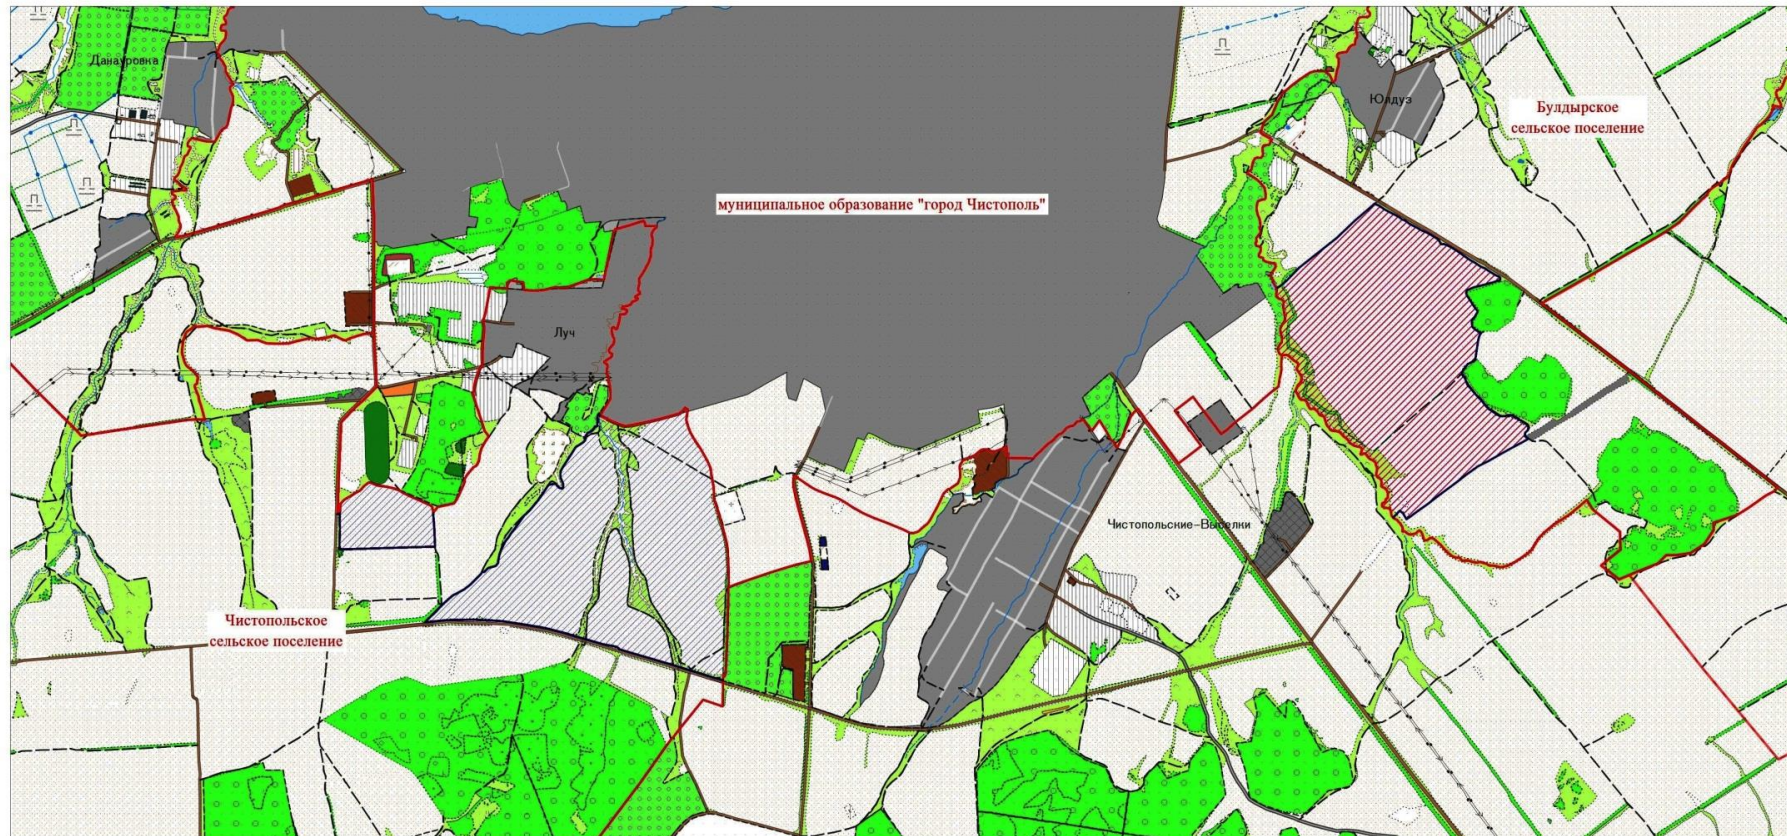 Данауровка
Юлдуз
Булдырское
сельское поселение
муниципальное образование "город Чистополь"
Луч
Чистопольские-Выселки
Чистопольское
сельское поселение